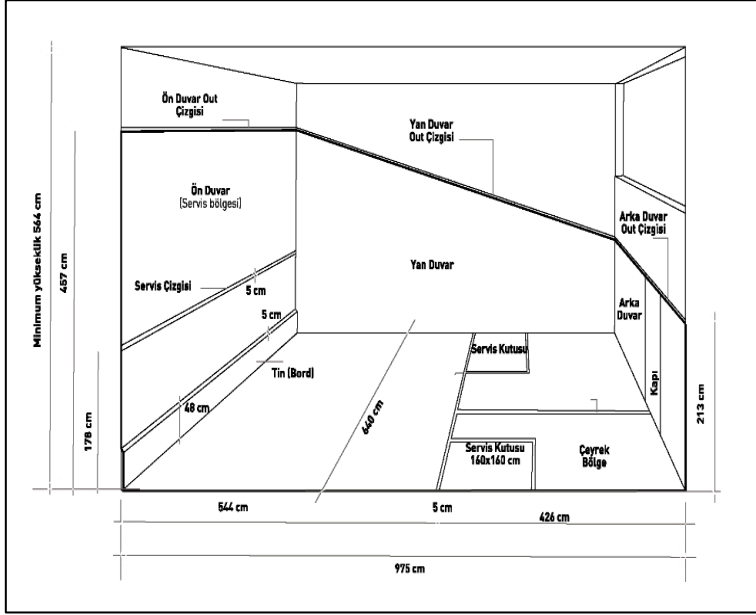 Ön Duvar Out
Çizgisi
Yan Duvar
Out Çizgisi
Ön Duvar
(Servis bölgesi)
Arka Duvar
Out Çizgisi
Yan Duvar
Servis Çizgisi
5 cm
5 cm
Arka
Duvar
Kapı
Servis Kutusu
Tin (Bord)
48 cm
640 cm
Servis Kutusu
160x160 cm
Çeyrek
Bölge
Minimum yükseklik 564 cm
457 cm
178 cm
213 cm
544 cm
5 cm
426 cm
975 cm